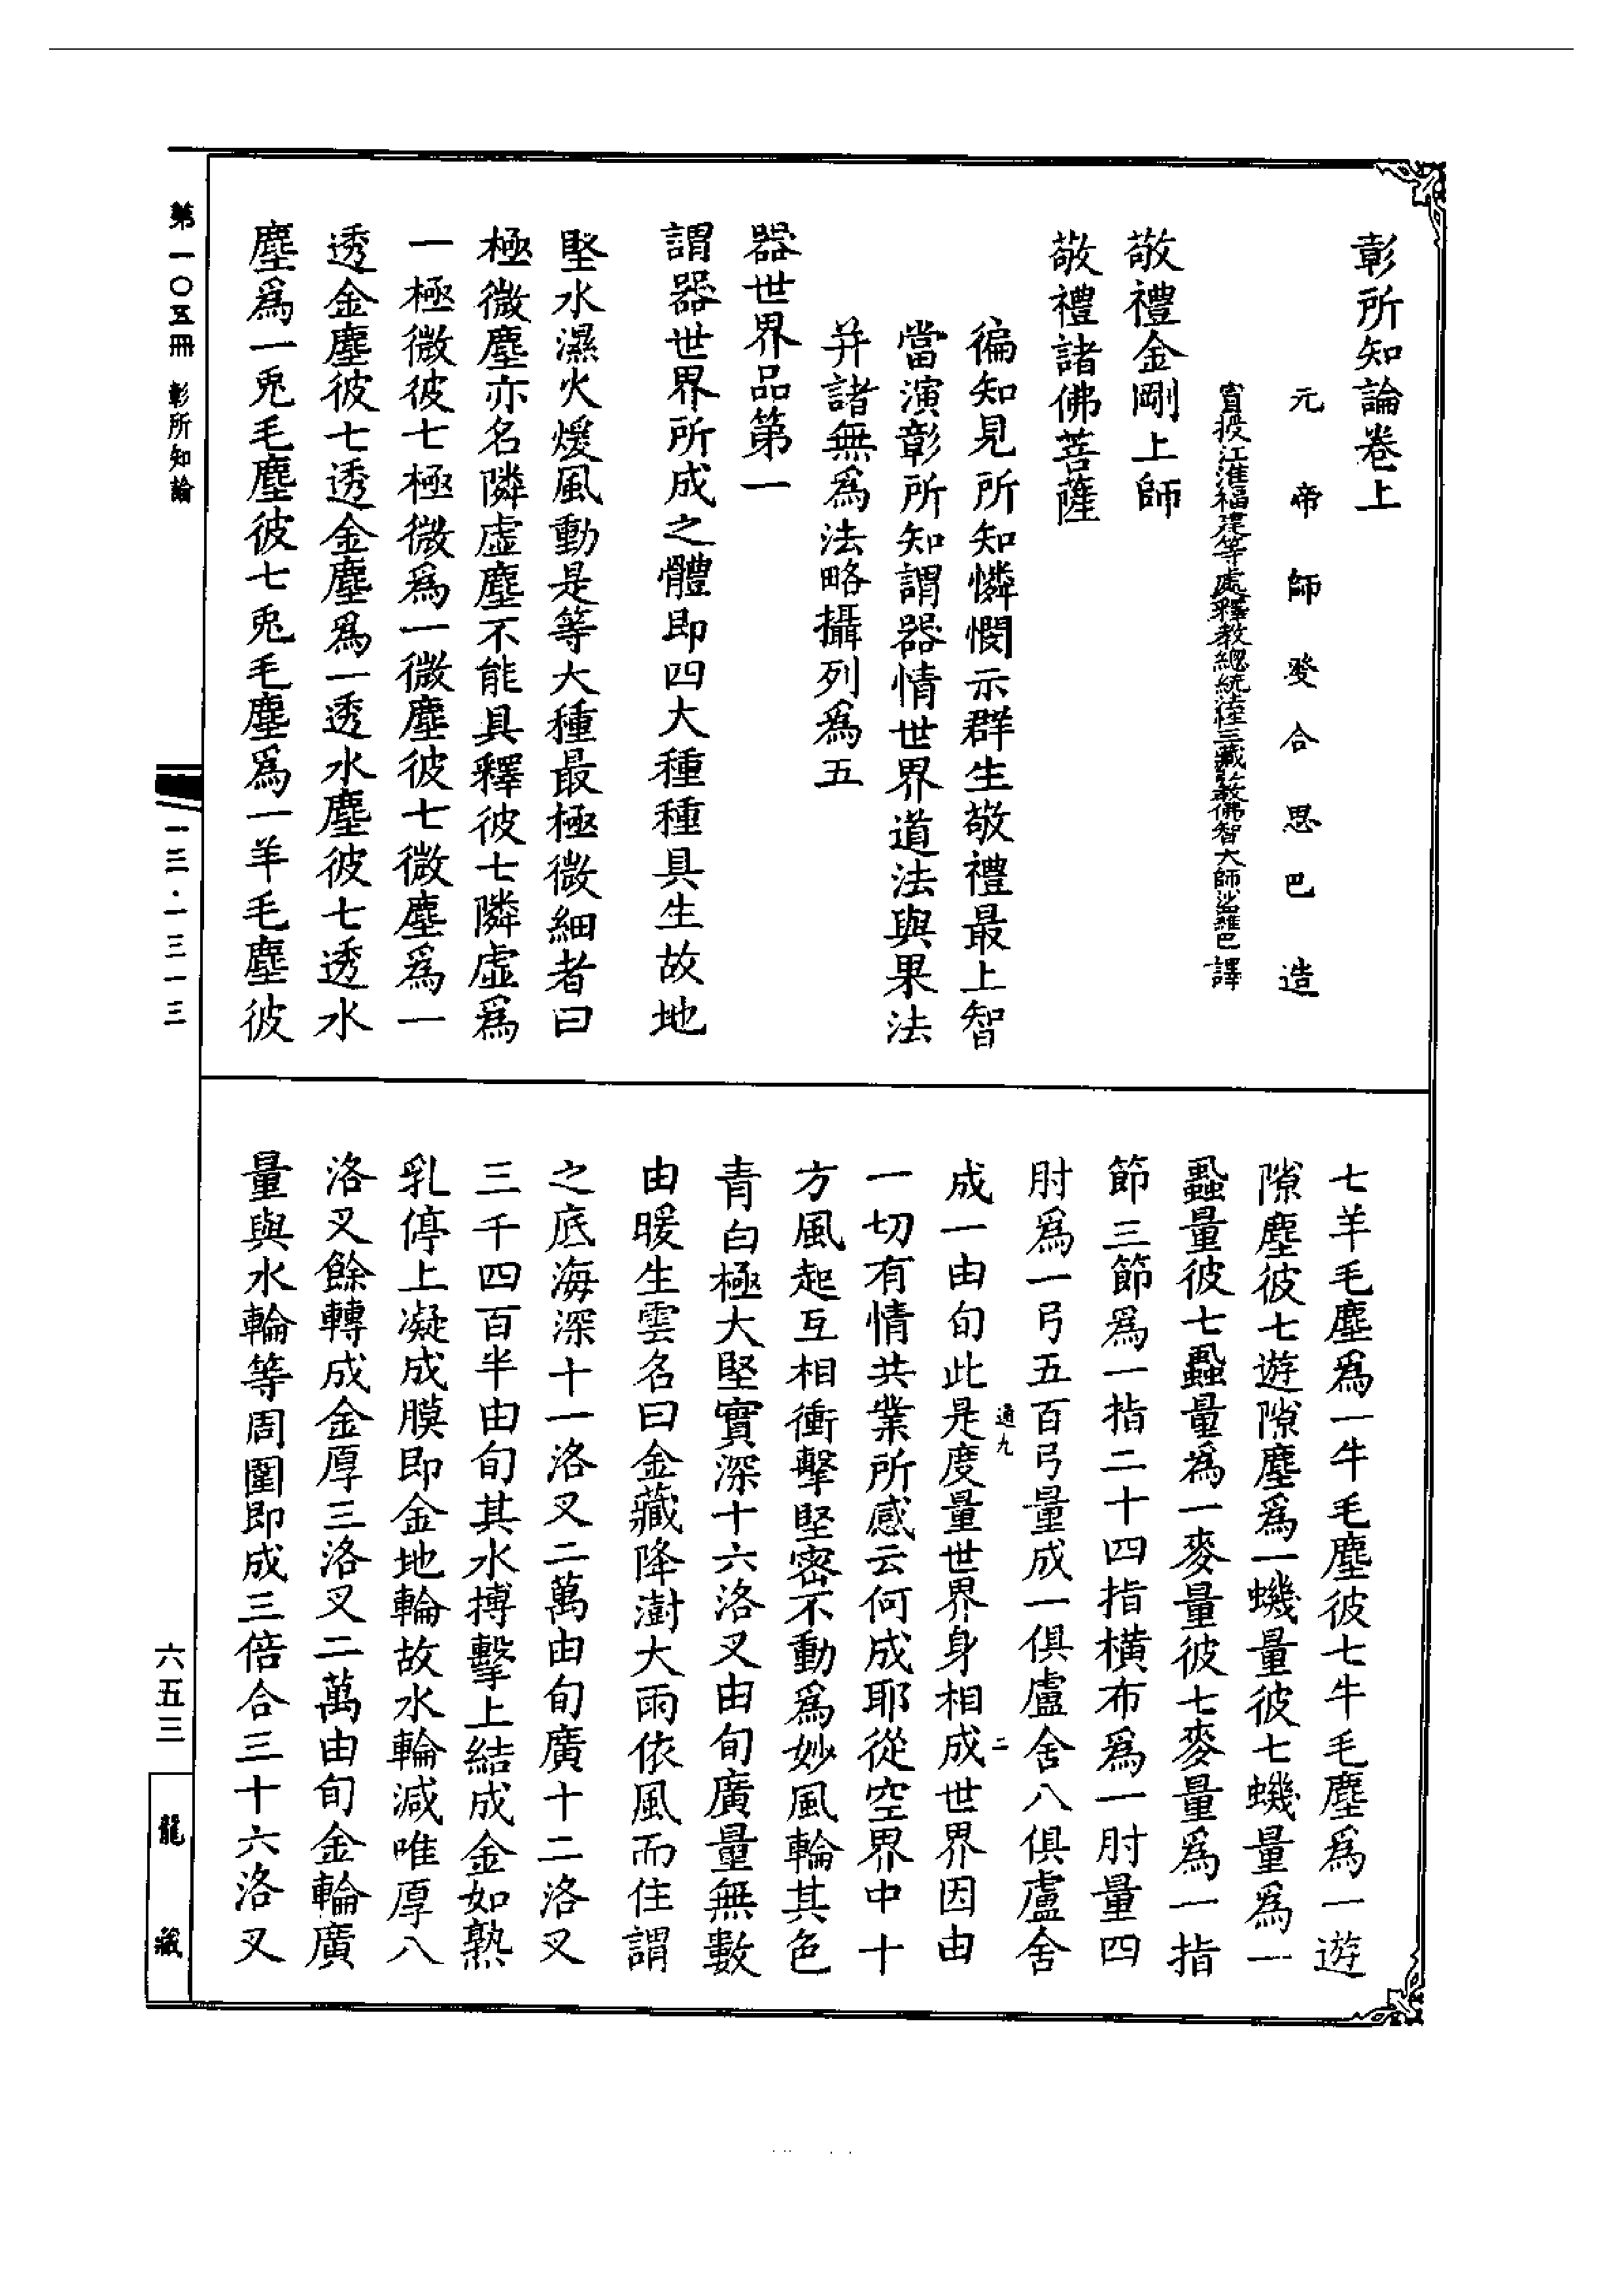 彰所知論卷上
元帝師癹合思巴造
宣授江淮福建等處釋教總統法性三藏弘教佛智大師沙羅巴譯
敬禮金剛上師
敬禮諸佛菩薩
徧知見所知憐憫示群生敬禮最上智
當演彰所知謂器情世界道法與果法
并諸無爲法略攝列爲五
器世界品第一
謂器世界所成之體即四大種種具生故地
堅水濕火煖風動是等大種最極微細者曰
極微塵亦名隣虛塵不能具釋彼七隣虛爲
一極微彼七極微爲一微塵彼七微塵爲一
透金塵彼七透金塵爲一透水塵彼七透水
塵爲一兎毛塵彼七兎毛塵爲一羊毛塵彼
七羊毛塵爲一牛毛塵彼七牛毛塵爲一遊
隙塵彼七遊隙塵爲一蟣量彼七蟣量爲一
蝨量彼七蝨量爲一麥量彼七麥量爲一指
節三節爲一指二十四指橫布爲一肘量四
肘爲一弓五百弓量成一俱盧舍八俱盧舍
成一由旬此是度量世界身相成世界因由
通九
二
一切有情共業所感云何成耶從空界中十
方風起互相衝擊堅密不動爲妙風輪其色
青白極大堅實深十六洛叉由旬廣量無數
由暖生雲名曰金藏降澍大雨依風而住謂
之底海深十一洛叉二萬由旬廣十二洛叉
三千四百半由旬其水搏擊上結成金如熟
乳停上凝成膜即金地輪故水輪減唯厚八
洛叉餘轉成金厚三洛叉二萬由旬金輪廣
量與水輪等周圍即成三倍合三十六洛叉
第一〇五冊 彰所知論
一三·一三一三
六五三
龍藏